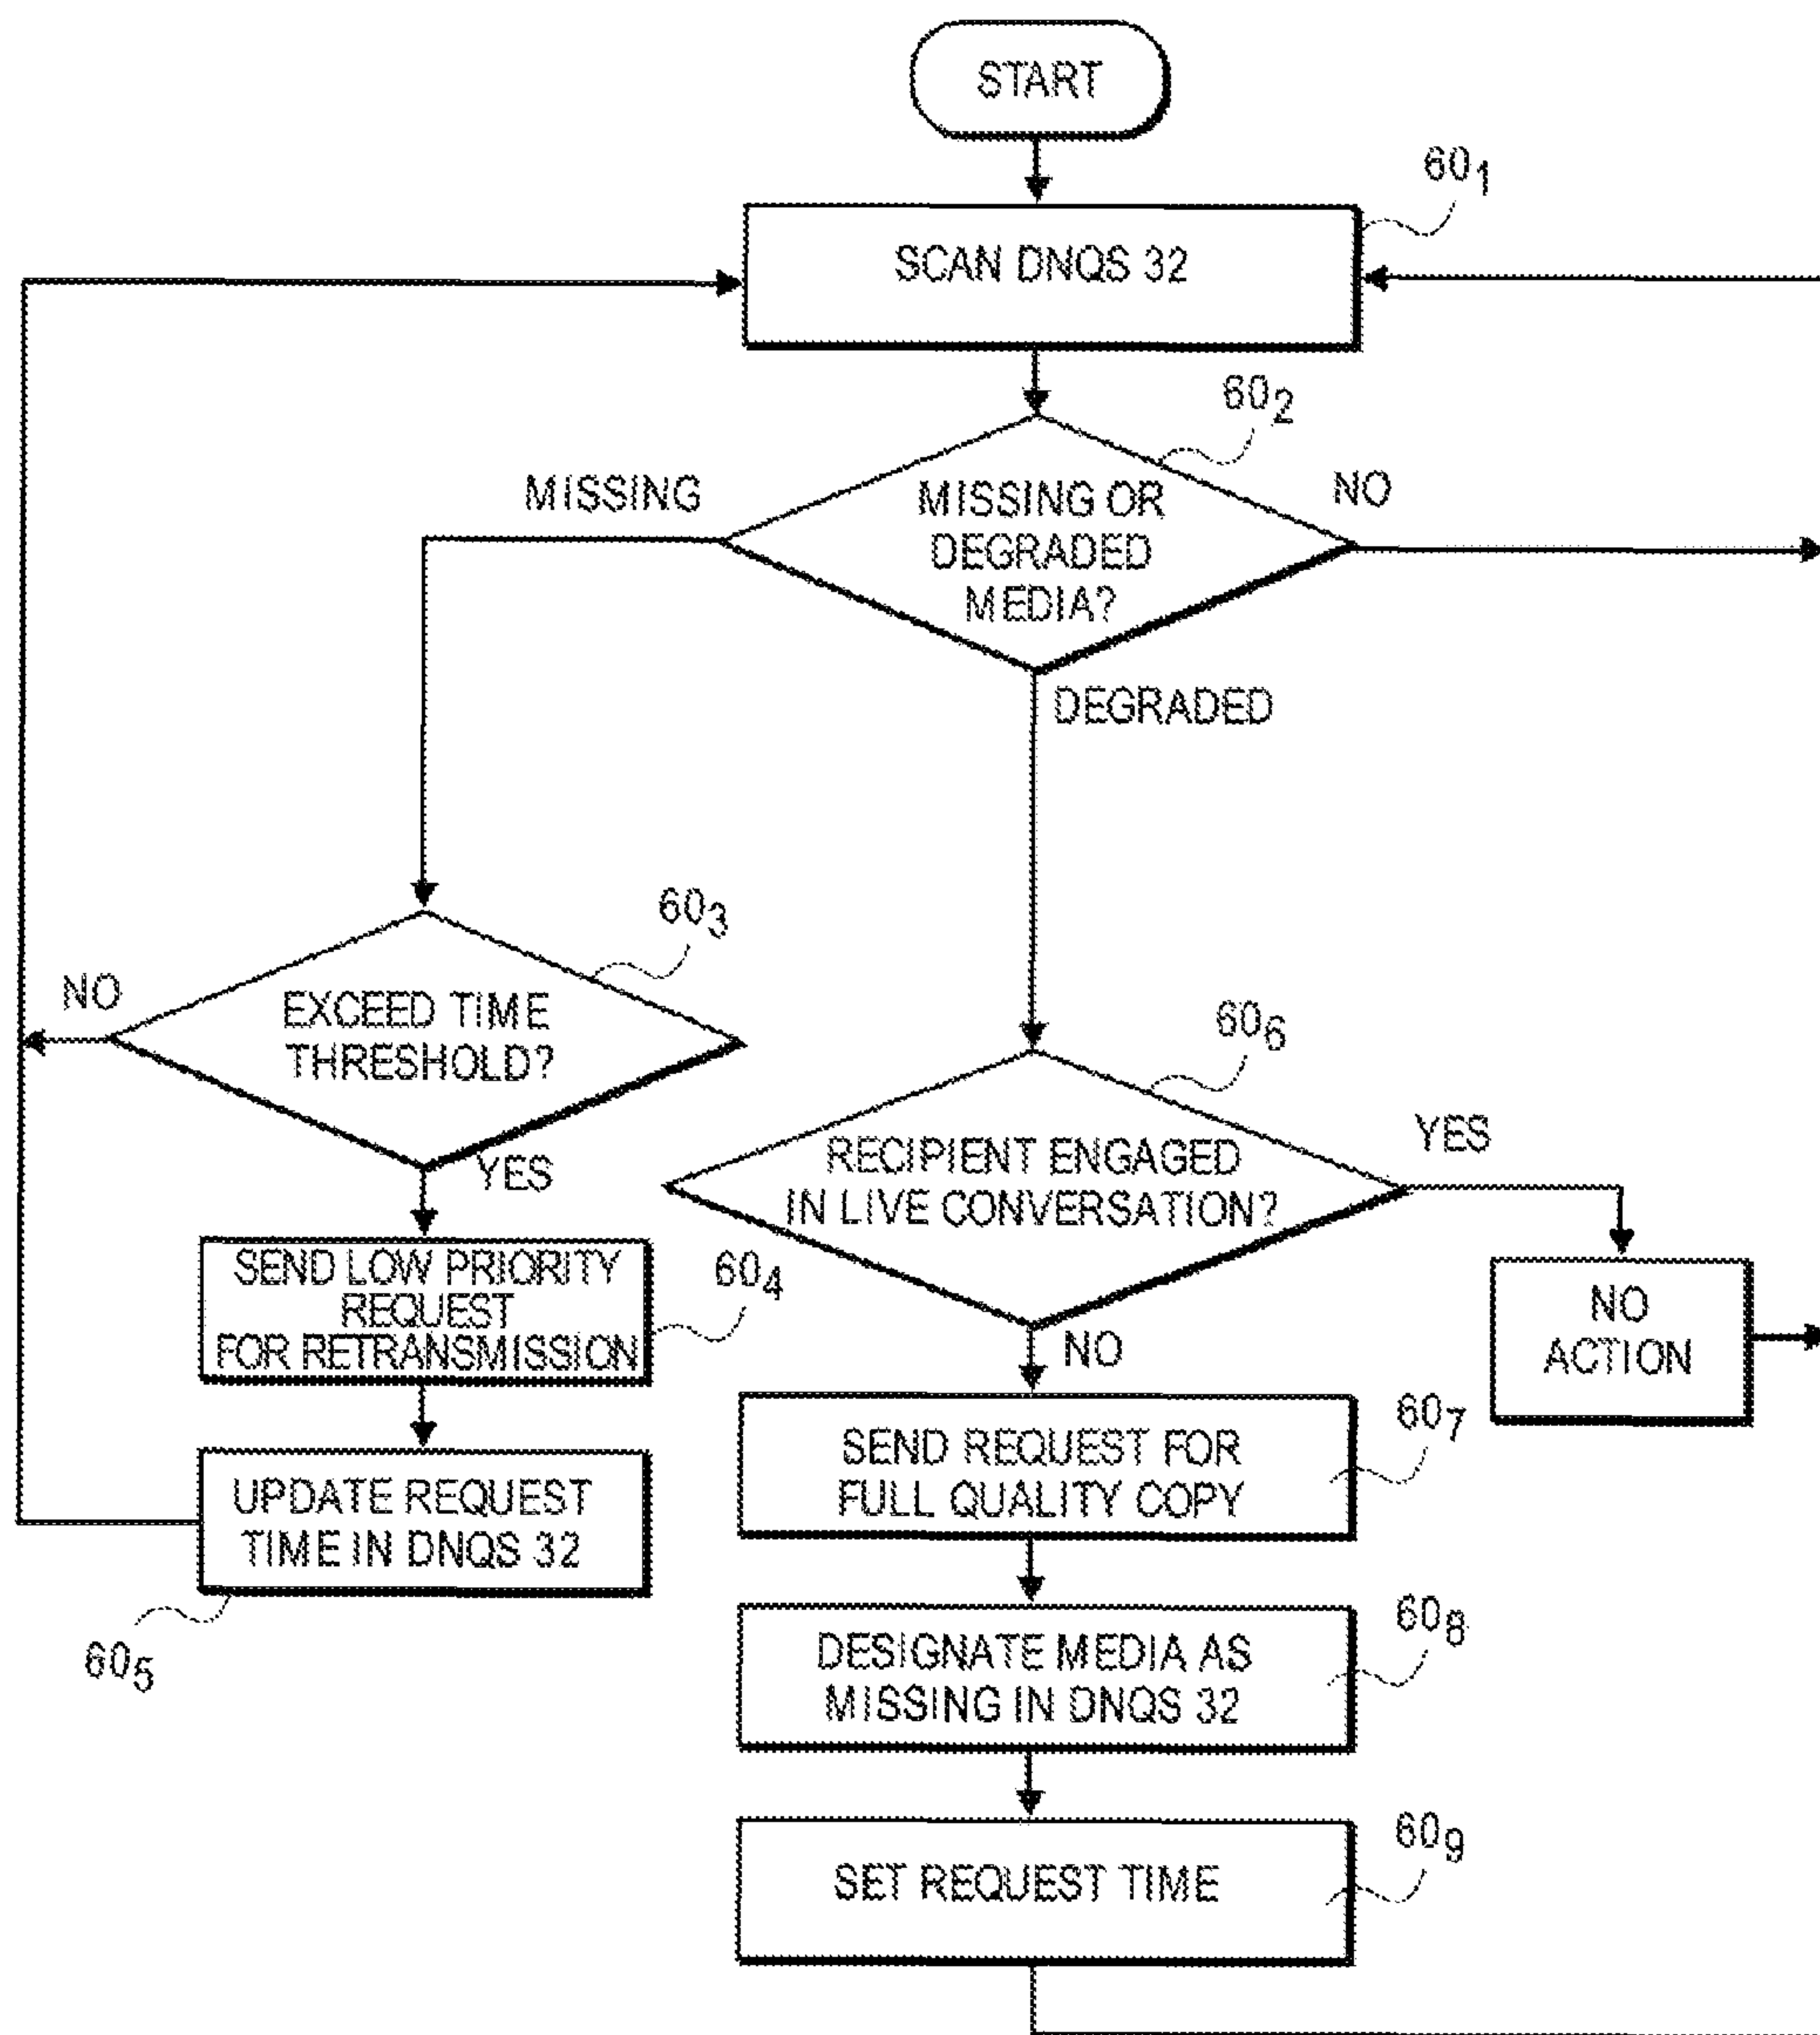 START
60₁
SCAN DNQS 32
60₂
MISSING
MISSING OR
DEGRADED
MEDIA?
NO
DEGRADED
60₃
NO
EXCEED TIME
THRESHOLD?
YES
60₆
RECIPIENT ENGAGED
IN LIVE CONVERSATION?
YES
SEND LOW PRIORITY
REQUEST
FOR RETRANSMISSION
60₄
NO
ACTION
NO
UPDATE REQUEST
TIME IN DNQS 32
60₅
SEND REQUEST FOR
FULL QUALITY COPY
60₇
DESIGNATE MEDIA AS
MISSING IN DNQS 32
60₈
SET REQUEST TIME
60₉